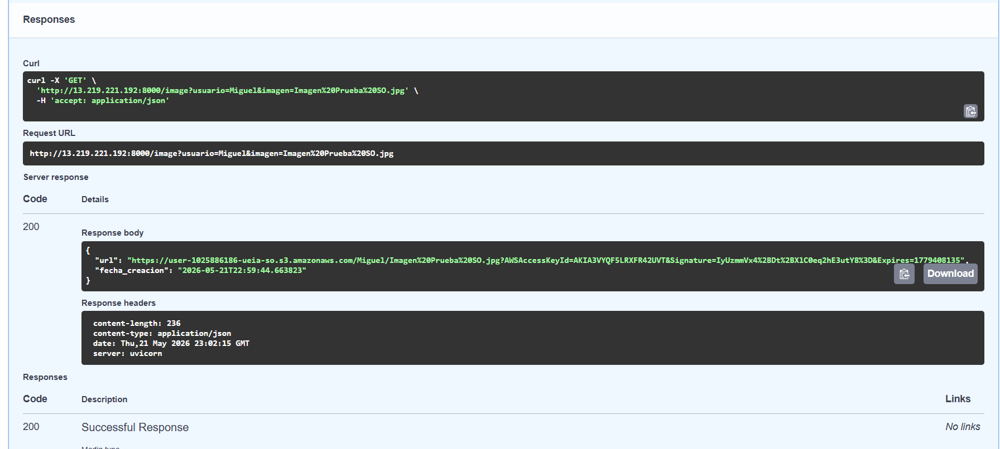 Responses
Curl
curl -X 'GET' \
'http://13.219.221.192:8000/image?usuario=Miguel&imagen=Imagen%20Prueba%20SO.jpg' \
-H 'accept: application/json'
Request URL
http://13.219.221.192:8000/image?usuario=Miguel&imagen=Imagen%20Prueba%20SO.jpg
Server response
Code Details
200
Response body
{
"url": "https://user-1025886186-ueia-so.s3.amazonaws.com/Miguel/Imagen%20Prueba%20SO.jpg?AWSAccessKeyId=AKIA3VYQF5LRXFR42UVT&Signature=IyUzmmVx4%2BDt%2BXlC0eq2hE3utY8%3D&Expires=1779408135",
"fecha_creacion": "2026-05-21T22:59:44.663823"
}
Download
Response headers
content-length: 236
content-type: application/json
date: Thu,21 May 2026 23:02:15 GMT
server: uvicorn
Responses
Code Description Links
200 Successful Response No links
Media type